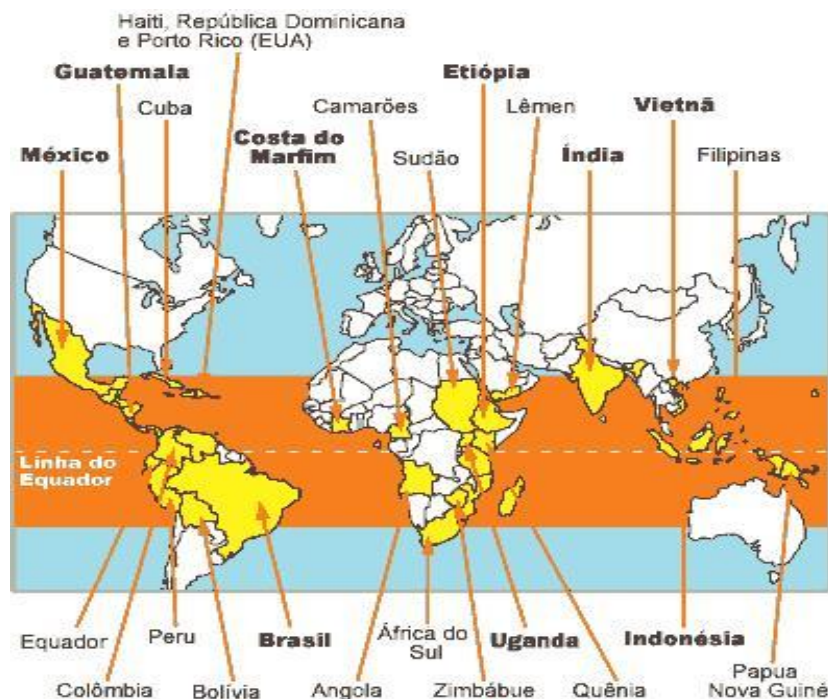 Haiti, República Dominicana
e Porto Rico (EUA)
Guatemala
Etiópia
Cuba
Camarões
Lêmen
Vietnã
México
Costa do
Marfim
Sudão
Índia
Filipinas
Linha do
Equador
Equador
Peru
Brasil
África do
Sul
Uganda
Indonésia
Colômbia
Bolívia
Angola
Zimbábue
Quênia
Papua
Nova Guiné